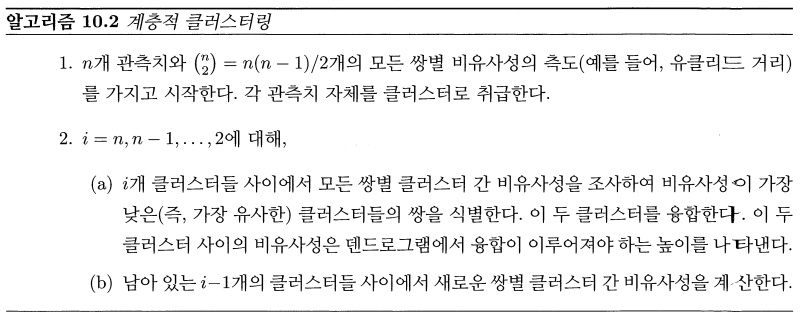 알고리즘 10.2 계층적 클러스터링
1. n개 관측치와 (n 2) = n(n − 1)/2개의 모든 쌍별 비유사성의 측도(예를 들어, 유클리드 거리)
를 가지고 시작한다. 각 관측치 자체를 클러스터로 취급한다.
2. i = n, n − 1, . . . , 2에 대해,
(a) i개 클러스터들 사이에서 모든 쌍별 클러스터 간 비유사성을 조사하여 비유사성이 가장
낮은(즉, 가장 유사한) 클러스터들의 쌍을 식별한다. 이 두 클러스터를 융합한다. 이 두
클러스터 사이의 비유사성은 덴드로그램에서 융합이 이루어져야 하는 높이를 나타낸다.
(b) 남아 있는 i−1개의 클러스터들 사이에서 새로운 쌍별 클러스터 간 비유사성을 계산한다.